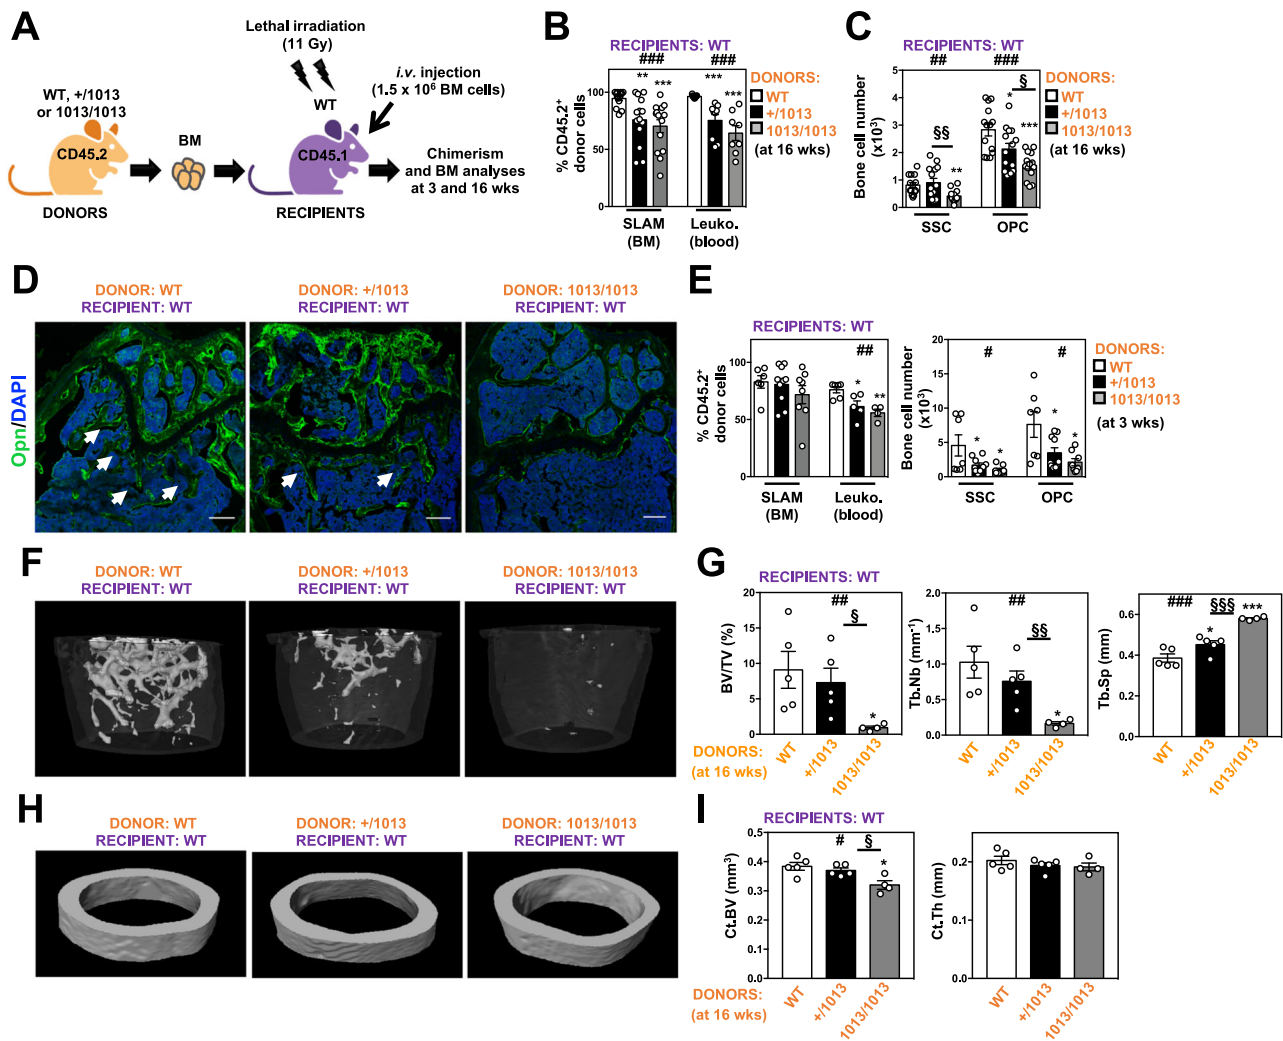 A
Lethal irradiation
(11 Gy)
i.v. injection
(1.5 x 10⁶ BM cells)
WT, +/1013
or 1013/1013
WT
CD45.2
BM
CD45.1
Chimerism
and BM analyses
at 3 and 16 wks
DONORS
RECIPIENTS
B
RECIPIENTS: WT
### ###
** *** *** ***
% CD45.2⁺
donor cells
100
50
0
SLAM
(BM)
Leuko.
(blood)
DONORS:
WT
+/1013
1013/1013
(at 16 wks)
C
RECIPIENTS: WT
## ###
§
§§ ** * ***
Bone cell number
(x10³)
5
4
3
2
1
0
SSC OPC
DONORS:
WT
+/1013
1013/1013
(at 16 wks)
D
DONOR: WT
RECIPIENT: WT
DONOR: +/1013
RECIPIENT: WT
DONOR: 1013/1013
RECIPIENT: WT
Opn/DAPI
E
RECIPIENTS: WT
##
* **
% CD45.2⁺
donor cells
100
50
0
SLAM
(BM)
Leuko.
(blood)
# #
* * * *
Bone cell number
(x10³)
20
15
10
5
0
SSC OPC
DONORS:
WT
+/1013
1013/1013
(at 3 wks)
F
DONOR: WT
RECIPIENT: WT
DONOR: +/1013
RECIPIENT: WT
DONOR: 1013/1013
RECIPIENT: WT
G
RECIPIENTS: WT
##
§
*
BV/TV (%)
20
15
10
5
0
WT
+/1013
1013/1013
##
§§
*
Tb.Nb (mm⁻¹)
2.0
1.5
1.0
0.5
0.0
WT
+/1013
1013/1013
###
§§§
* ***
Tb.Sp (mm)
0.6
0.4
0.2
0.0
WT
+/1013
1013/1013
DONORS:
(at 16 wks)
H
DONOR: WT
RECIPIENT: WT
DONOR: +/1013
RECIPIENT: WT
DONOR: 1013/1013
RECIPIENT: WT
I
RECIPIENTS: WT
#
§
*
Ct.BV (mm³)
0.5
0.4
0.3
0.2
0.1
0.0
WT
+/1013
1013/1013
Ct.Th (mm)
0.2
0.1
0.0
WT
+/1013
1013/1013
DONORS:
(at 16 wks)